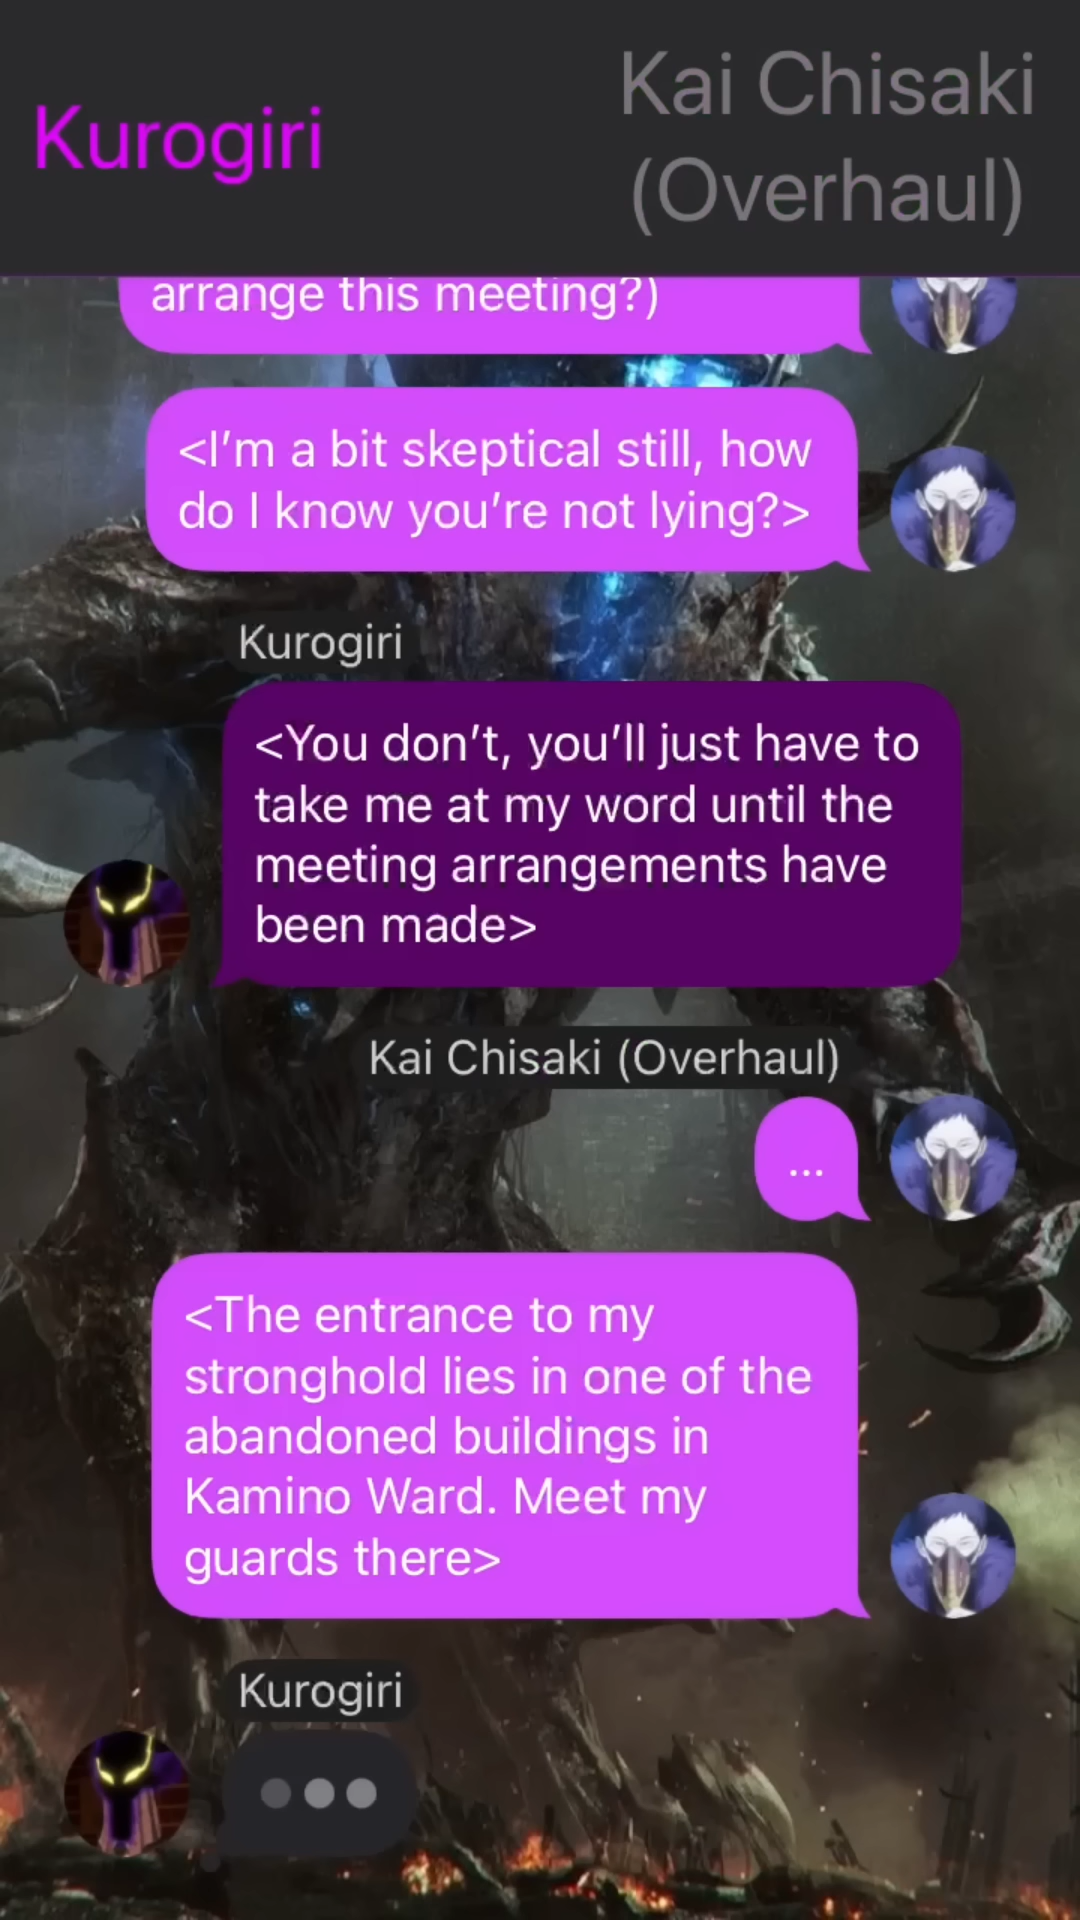 Kurogiri
Kai Chisaki
(Overhaul)
arrange this meeting?)
<I’m a bit skeptical still, how
do I know you’re not lying?>
Kurogiri
<You don’t, you’ll just have to
take me at my word until the
meeting arrangements have
been made>
Kai Chisaki (Overhaul)
...
<The entrance to my
stronghold lies in one of the
abandoned buildings in
Kamino Ward. Meet my
guards there>
Kurogiri